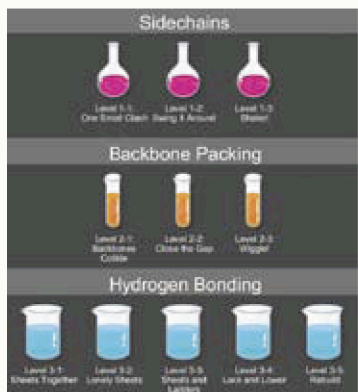 Sidechains
Level 1-1: Level 1-2: Level 1-3:
One Small Clash Swing it Around Shake!
Backbone Packing
Level 2-1: Level 2-2: Level 2-3:
Backbones Close the Gap Wiggle!
Collide
Hydrogen Bonding
Level 3-1: Level 3-2: Level 3-3: Level 3-4: Level 3-5:
Sheets Together Lonely Sheets Sheets and Lock and Lower Rebuild!
Ladders